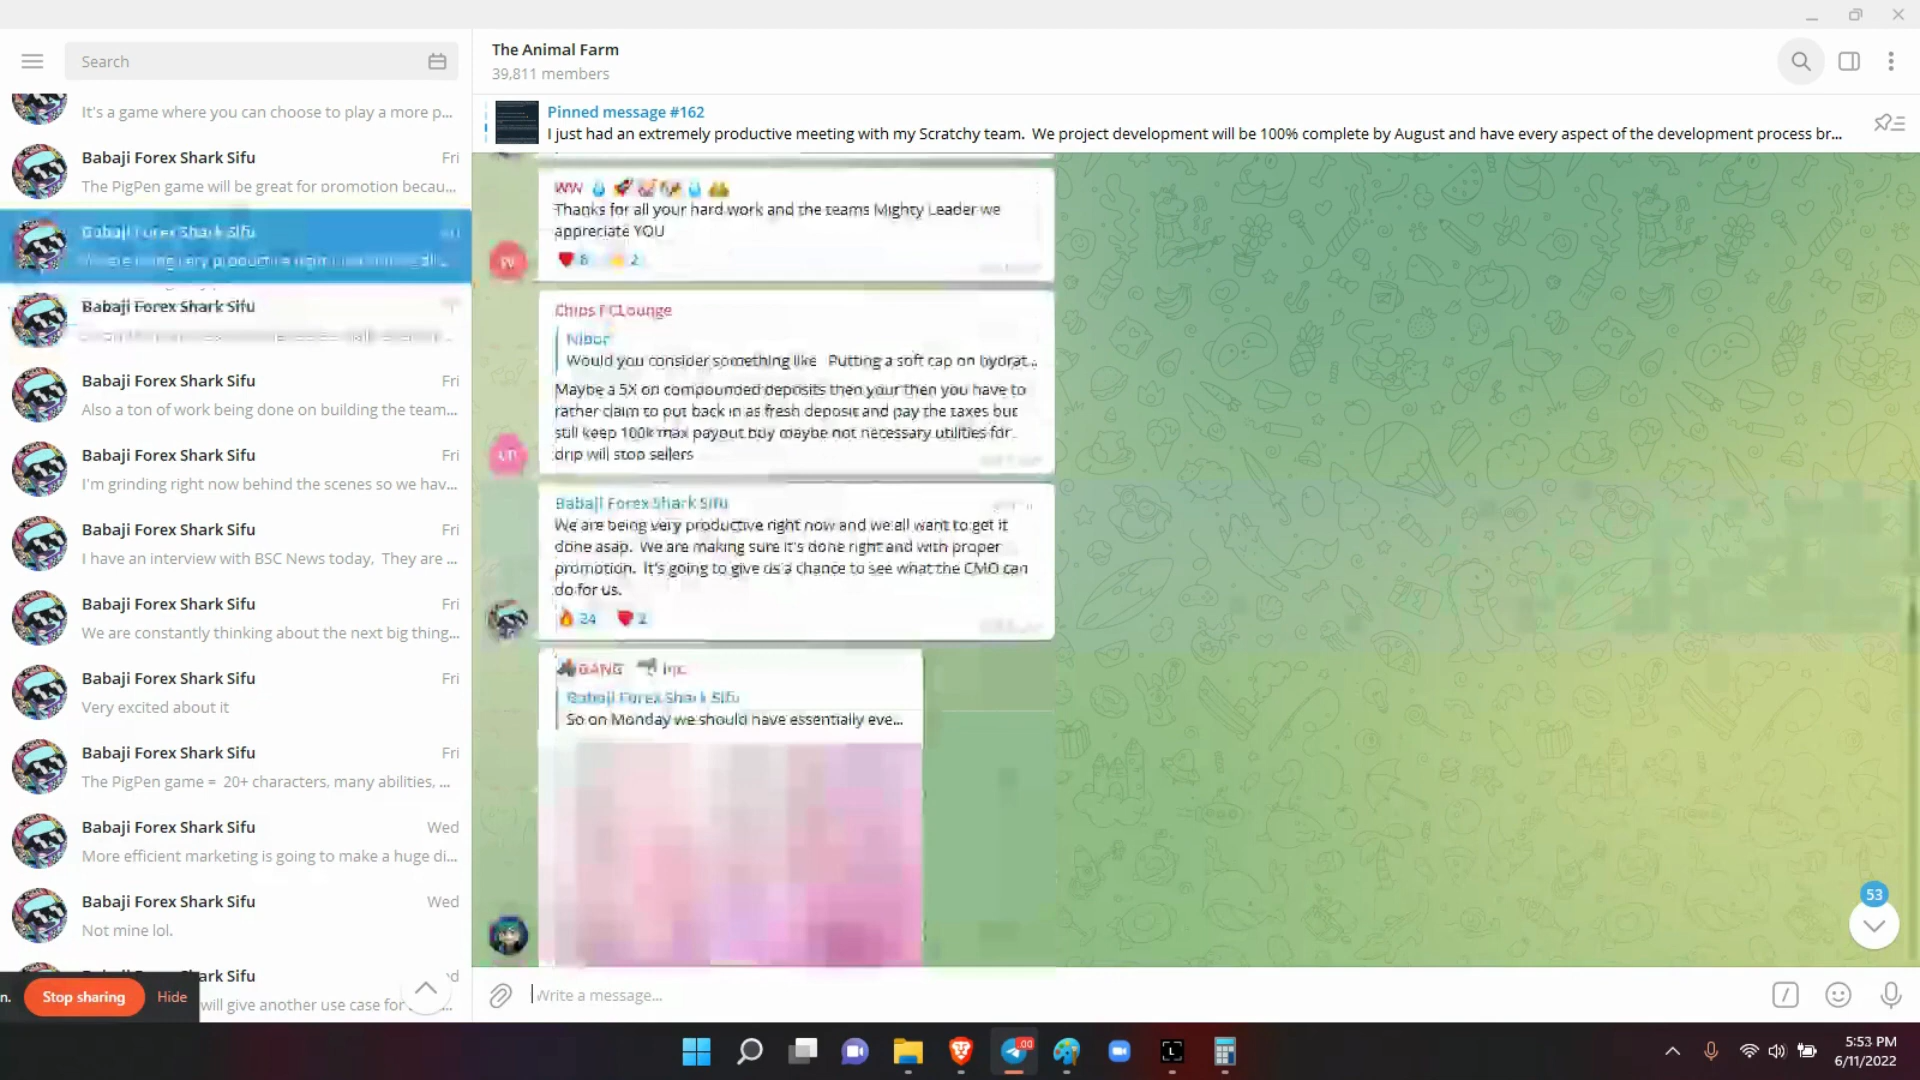 Search
It's a game where you can choose to play a more p...
Babaji Forex Shark Sifu
Fri
The PigPen game will be great for promotion becau...
Babaji Forex Shark Sifu
Babaji Forex Shark Sifu
Babaji Forex Shark Sifu
Fri
Also a ton of work being done on building the team...
Babaji Forex Shark Sifu
Fri
I'm grinding right now behind the scenes so we hav...
Babaji Forex Shark Sifu
Fri
I have an interview with BSC News today, They are ...
Babaji Forex Shark Sifu
Fri
We are constantly thinking about the next big thing...
Babaji Forex Shark Sifu
Fri
Very excited about it
Babaji Forex Shark Sifu
Fri
The PigPen game = 20+ characters, many abilities, ...
Babaji Forex Shark Sifu
Wed
More efficient marketing is going to make a huge di...
Babaji Forex Shark Sifu
Wed
Not mine lol.
ark Sifu
will give another use case for
n.
Stop sharing
Hide
The Animal Farm
39,811 members
Pinned message #162
I just had an extremely productive meeting with my Scratchy team. We project development will be 100% complete by August and have every aspect of the development process br...
WW
Thanks for all your hard work and the teams Mighty Leader we
appreciate YOU
2
Nibor
Would you consider something like Putting a soft cap on hydrat...
Maybe a 5X on compounded deposits then your then you have to
rather claim to put back in as fresh deposit and pay the taxes but
still keep 100k max payout buy maybe not necessary utilities for
drip will stop sellers
Babaji Forex Shark Sifu
We are being very productive right now and we all want to get it
done asap. We are making sure it's done right and with proper
promotion. It's going to give us a chance to see what the CMO can
do for us.
34
2
GANG
Inc.
Babaji Forex Shark Sifu
So on Monday we should have essentially eve...
53
Write a message...
5:53 PM
6/11/2022